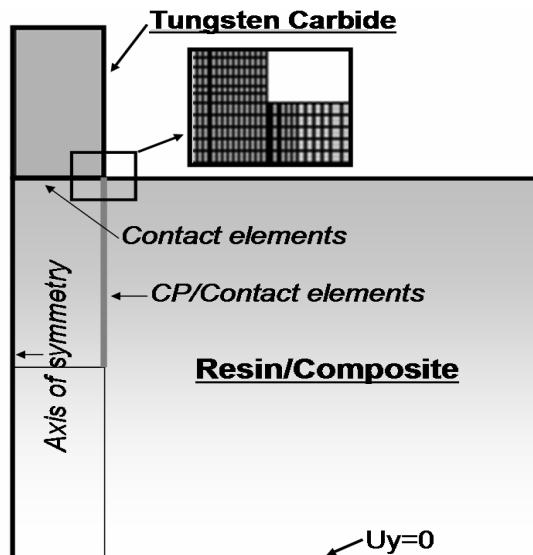 Tungsten Carbide
Contact elements
CP/Contact elements
Axis of symmetry
Resin/Composite
Uy=0